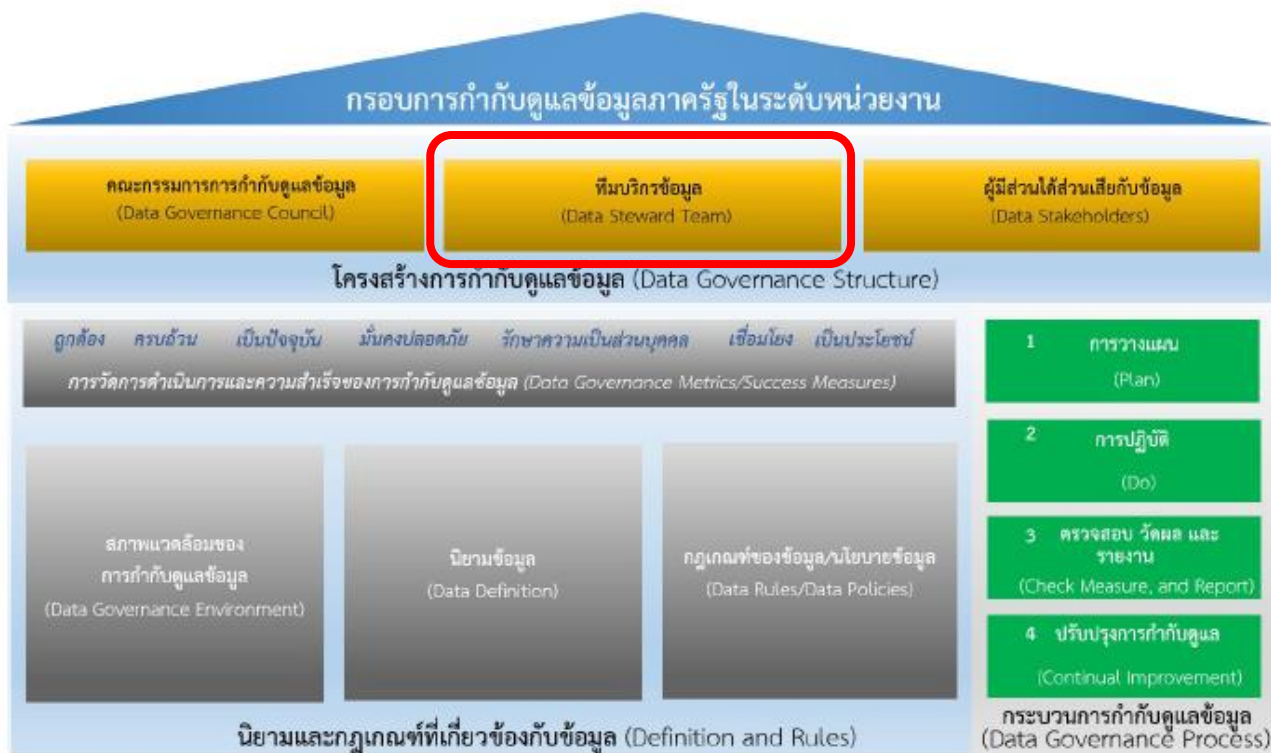 กรอบการกำกับดูแลข้อมูลภาครัฐในระดับหน่วยงาน
คณะกรรมการการกำกับดูแลข้อมูล
(Data Governance Council)
ทีมบริกรข้อมูล
(Data Steward Team)
ผู้มีส่วนได้ส่วนเสียกับข้อมูล
(Data Stakeholders)
โครงสร้างการกำกับดูแลข้อมูล (Data Governance Structure)
ถูกต้อง ครบถ้วน เป็นปัจจุบัน มั่นคงปลอดภัย รักษาความเป็นส่วนบุคคล เชื่อมโยง เป็นประโยชน์
การวัดการดำเนินการและความสำเร็จของการกำกับดูแลข้อมูล (Data Governance Metrics/Success Measures)
สภาพแวดล้อมของ
การกำกับดูแลข้อมูล
(Data Governance Environment)
นิยามข้อมูล
(Data Definition)
กฎเกณฑ์ของข้อมูล/นโยบายข้อมูล
(Data Rules/Data Policies)
นิยามและกฎเกณฑ์ที่เกี่ยวข้องกับข้อมูล (Definition and Rules)
1 การวางแผน
(Plan)
2 การปฏิบัติ
(Do)
3 ตรวจสอบ วัดผล และ
รายงาน
(Check Measure, and Report)
4 ปรับปรุงการกำกับดูแล
(Continual Improvement)
กระบวนการกำกับดูแลข้อมูล
(Data Governance Process)